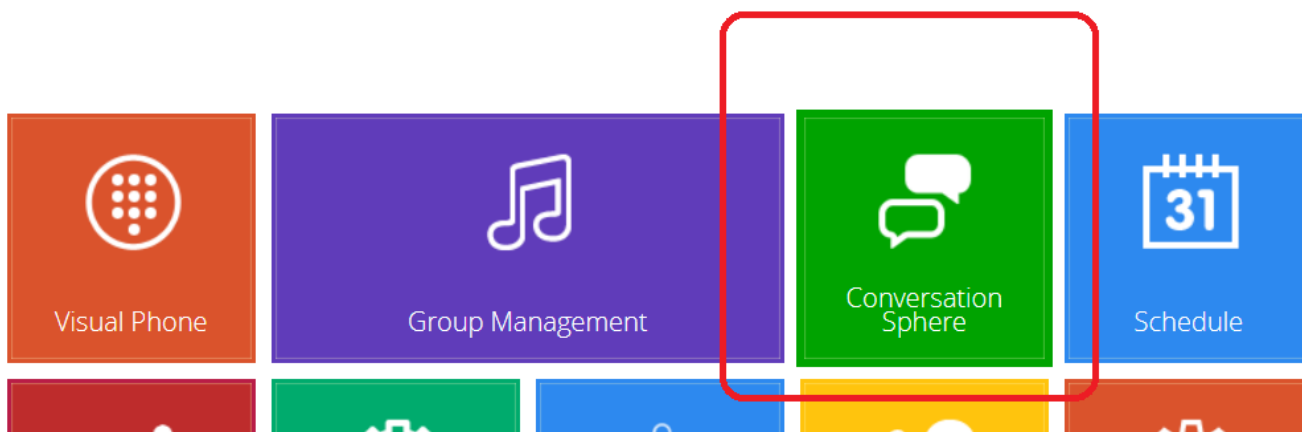 31
Visual Phone
Group Management
Conversation
Sphere
Schedule